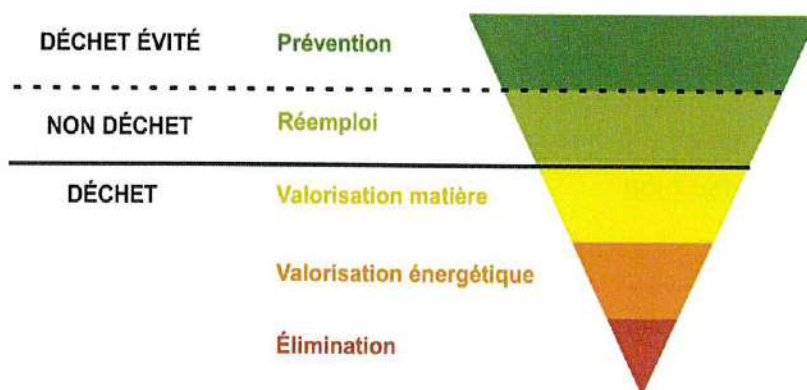 DÉCHET ÉVITÉ Prévention
NON DÉCHET Réemploi
DÉCHET Valorisation matière
Valorisation énergétique
Élimination